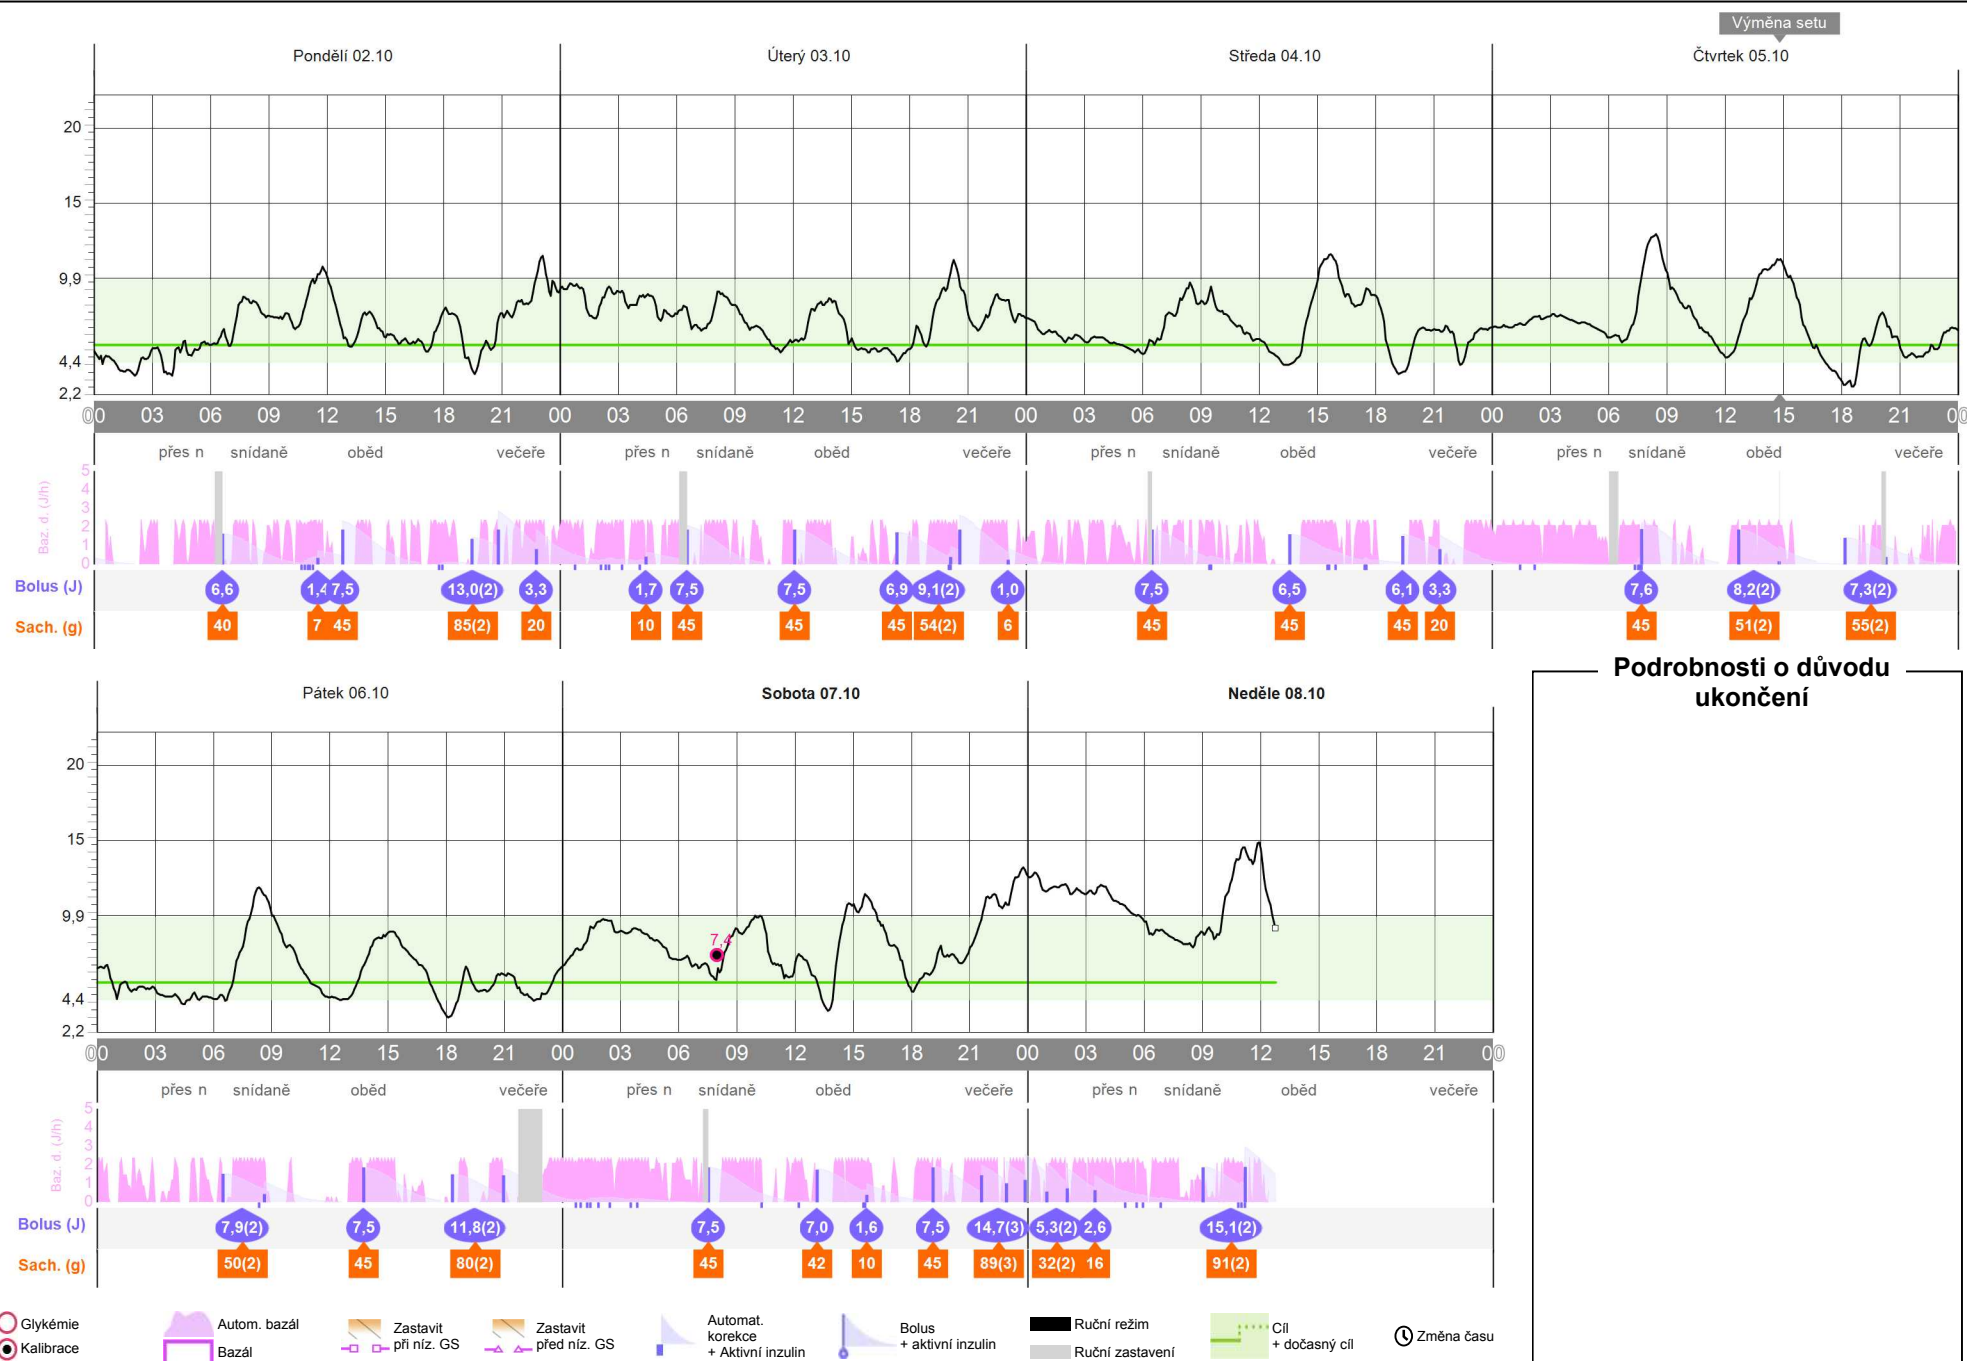 Výměna setu
Pondělí 02.10 Úterý 03.10 Středa 04.10 Čtvrtek 05.10
20
15
9,9
4,4
2,2
00 03 06 09 12 15 18 21 00 03 06 09 12 15 18 21 00 03 06 09 12 15 18 21 00 03 06 09 12 15 18 21 00
přes n snídaně oběd večeře přes n snídaně oběd večeře přes n snídaně oběd večeře přes n snídaně oběd večeře
Baz. d. (J/h)
5
4
3
2
1
0
Bolus (J) 6,6 1,4 7,5 13,0(2) 3,3 1,7 7,5 7,5 6,9 9,1(2) 1,0 7,5 6,5 6,1 3,3 7,6 8,2(2) 7,3(2)
Sach. (g) 40 7 45 85(2) 20 10 45 45 45 54(2) 6 45 45 45 20 45 51(2) 55(2)
Podrobnosti o důvodu
ukončení
Pátek 06.10 Sobota 07.10 Neděle 08.10
20
15
9,9
7,4
4,4
2,2
00 03 06 09 12 15 18 21 00 03 06 09 12 15 18 21 00 03 06 09 12 15 18 21 00
přes n snídaně oběd večeře přes n snídaně oběd večeře přes n snídaně oběd večeře
Baz. d. (J/h)
5
4
3
2
1
0
Bolus (J) 7,9(2) 7,5 11,8(2) 7,5 7,0 1,6 7,5 14,7(3) 5,3(2) 2,6 15,1(2)
Sach. (g) 50(2) 45 80(2) 45 42 10 45 89(3) 32(2) 16 91(2)
Glykémie
Kalibrace
Autom. bazál
Bazál
Zastavit
při níz. GS
Zastavit
před níz. GS
Automat.
korekce
+ Aktivní inzulin
Bolus
+ aktivní inzulin
Ruční režim
Ruční zastavení
Cíl
+ dočasný cíl
Změna času